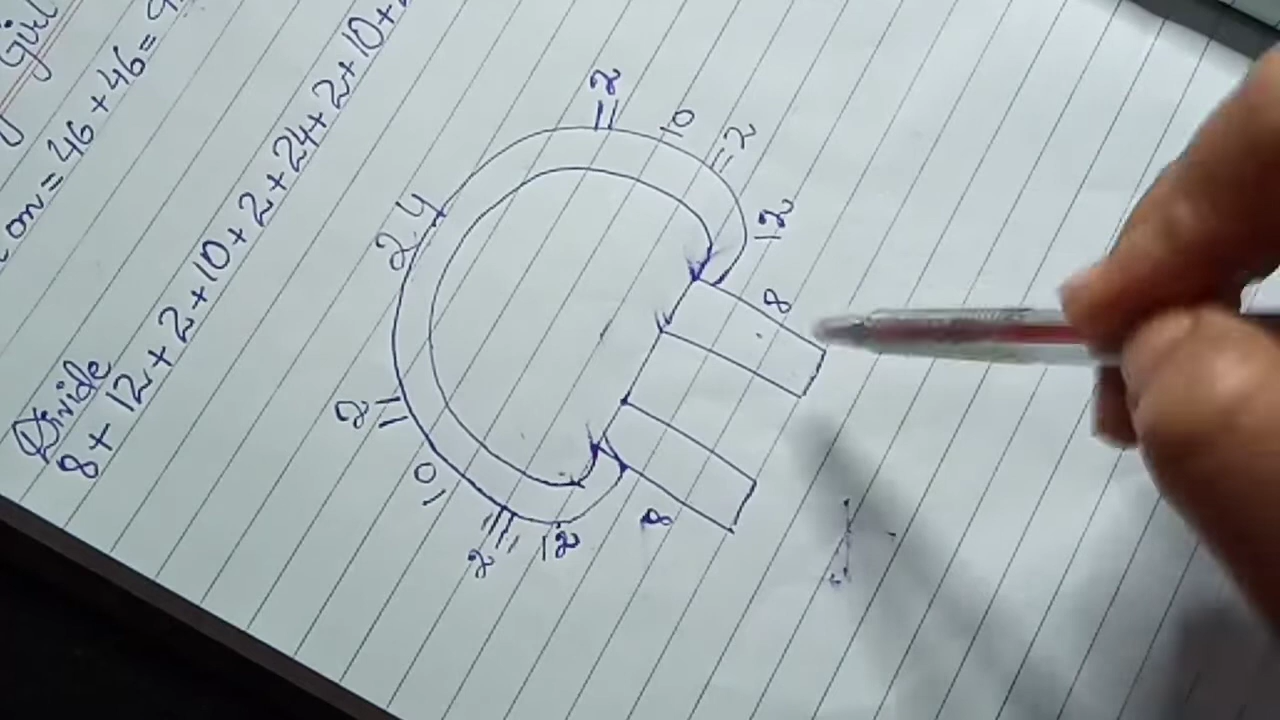 Girl
on = 46 + 46 =
Divide
8 + 12 + 2 + 10 + 2 + 24 + 2 + 10 +
= 2
10
= 2
12
24
8
2
10
2
12
8